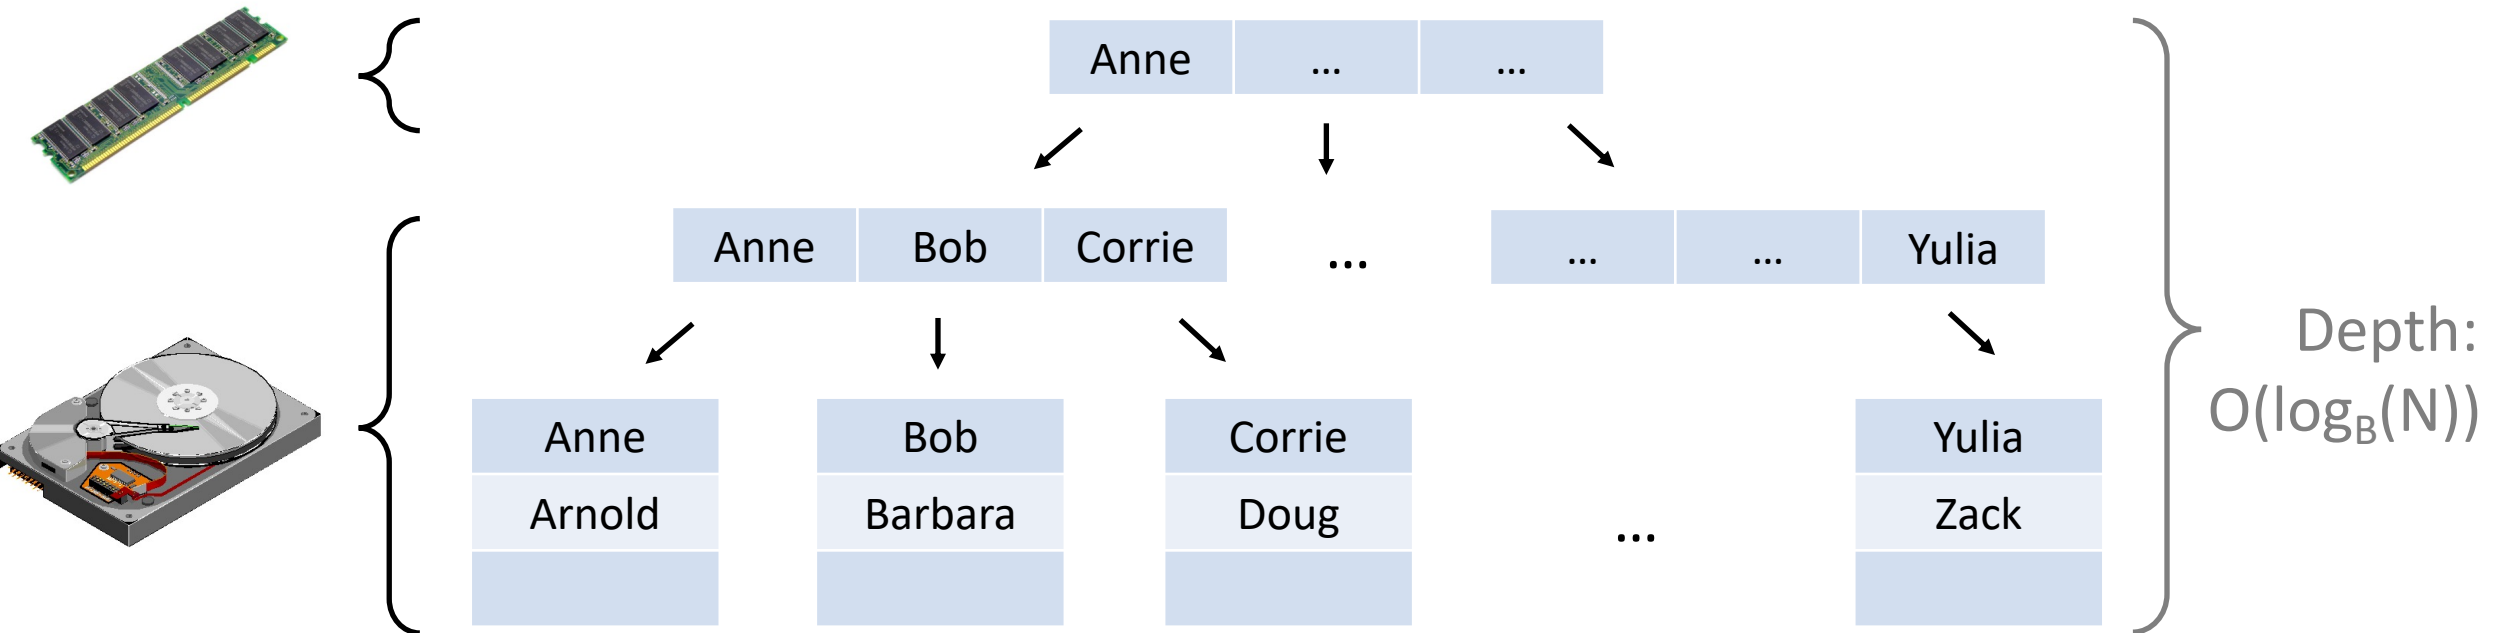 Anne ... ...
Anne Bob Corrie ... ... ... Yulia
Depth:
O(log_B(N))
Anne Bob Corrie Yulia
Arnold Barbara Doug ... Zack